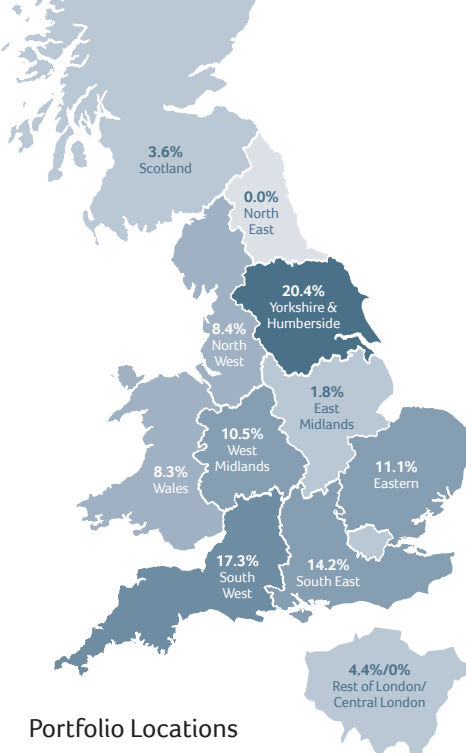 3.6%
Scotland
0.0%
North
East
20.4%
Yorkshire &
Humberside
8.4%
North
West
1.8%
East
Midlands
10.5%
West
Midlands
11.1%
Eastern
8.3%
Wales
17.3%
South
West
14.2%
South East
4.4%/0%
Rest of London/
Central London
Portfolio Locations